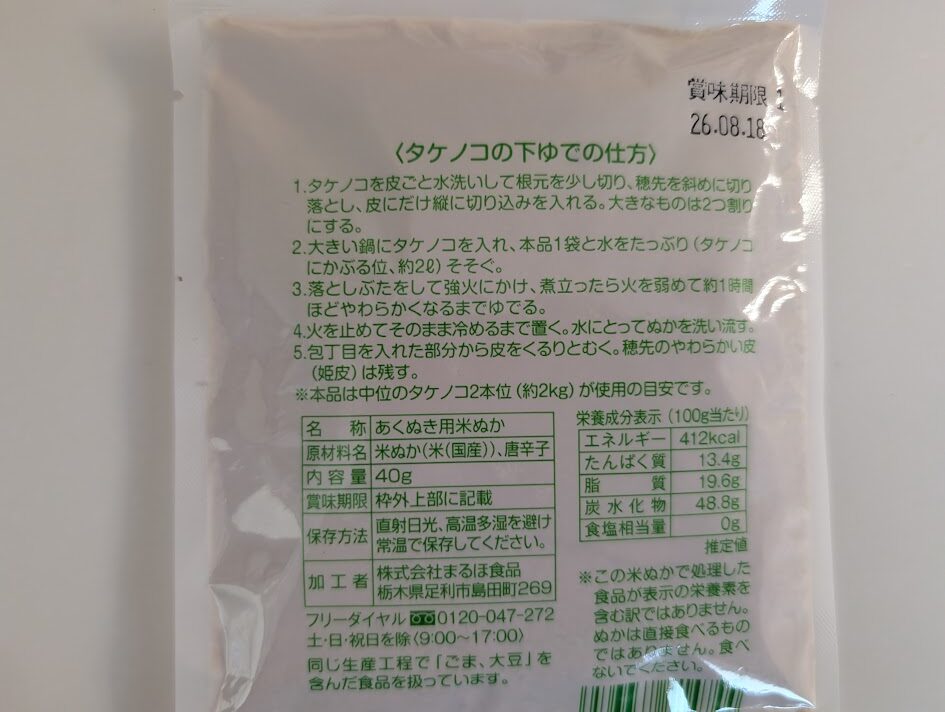 賞味期限
26.08.18
〈タケノコの下ゆでの仕方〉
1.タケノコを皮ごと水洗いして根元を少し切り、穂先を斜めに切り
落とし、皮にだけ縦に切り込みを入れる。大きなものは2つ割り
にする。
2.大きい鍋にタケノコを入れ、本品1袋と水をたっぷり(タケノコ
にかぶる位、約2ℓ)そそぐ。
3.落としぶたをして強火にかけ、煮立ったら火を弱めて約1時間
ほどやわらかくなるまでゆでる。
4.火を止めてそのまま冷めるまで置く。水にとってぬかを洗い流す。
5.包丁目を入れた部分から皮をくるりとむく。穂先のやわらかい皮
(姫皮)は残す。
※本品は中位のタケノコ2本位(約2kg)が使用の目安です。
名称 あくぬき用米ぬか
原材料名 米ぬか(米(国産))、唐辛子
内容量 40g
賞味期限 枠外上部に記載
保存方法 直射日光、高温多湿を避け
常温で保存してください。
加工者 株式会社まるほ食品
栃木県足利市島田町269
フリーダイヤル 0120-047-272
土・日・祝日を除〈9:00〜17:00〉
同じ生産工程で「ごま、大豆」を
含んだ食品を扱っています。
栄養成分表示(100g当たり)
エネルギー 412kcal
たんぱく質 13.4g
脂質 19.6g
炭水化物 48.8g
食塩相当量 0g
推定値
※この米ぬかで処理した
食品が表示の栄養素を
含む訳ではありません。
ぬかは直接食べるもの
ではありません。食べ
ないでください。